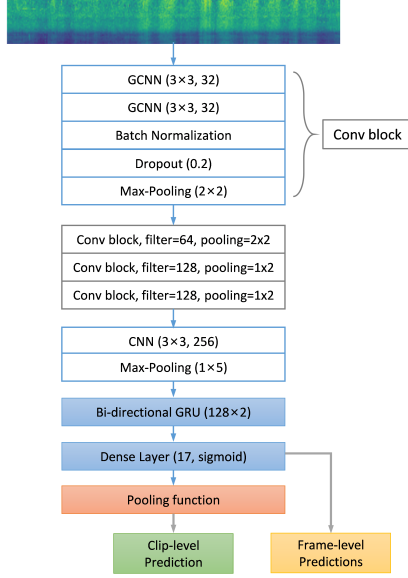 GCNN (3×3, 32)
GCNN (3×3, 32)
Batch Normalization
Dropout (0.2)
Max-Pooling (2×2)
Conv block
Conv block, filter=64, pooling=2x2
Conv block, filter=128, pooling=1x2
Conv block, filter=128, pooling=1x2
CNN (3×3, 256)
Max-Pooling (1×5)
Bi-directional GRU (128×2)
Dense Layer (17, sigmoid)
Pooling function
Clip-level
Prediction
Frame-level
Predictions